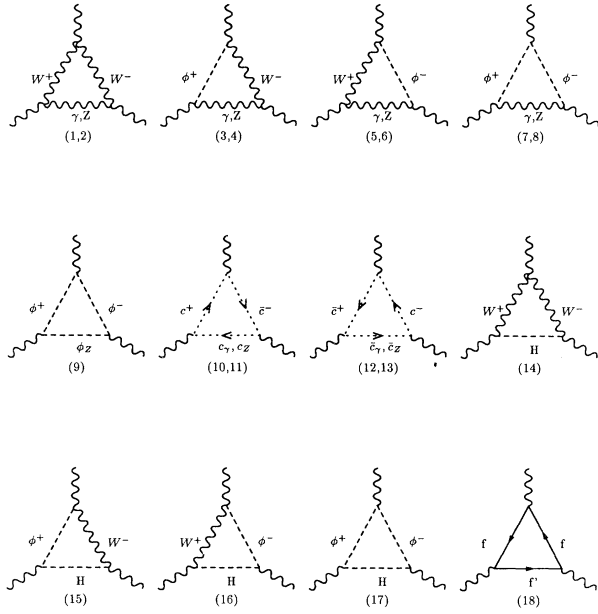 W⁺ W⁻ ϕ⁺ W⁻ W⁺ ϕ⁻ ϕ⁺ ϕ⁻
γ,Z γ,Z γ,Z γ,Z
(1,2) (3,4) (5,6) (7,8)
ϕ⁺ ϕ⁻ c⁺ c̄⁻ c̄⁺ c⁻ W⁺ W⁻
ϕ_Z c_γ, c_Z c̄_γ, c̄_Z H
(9) (10,11) (12,13) (14)
ϕ⁺ W⁻ W⁺ ϕ⁻ ϕ⁺ ϕ⁻ f f
H H H f'
(15) (16) (17) (18)